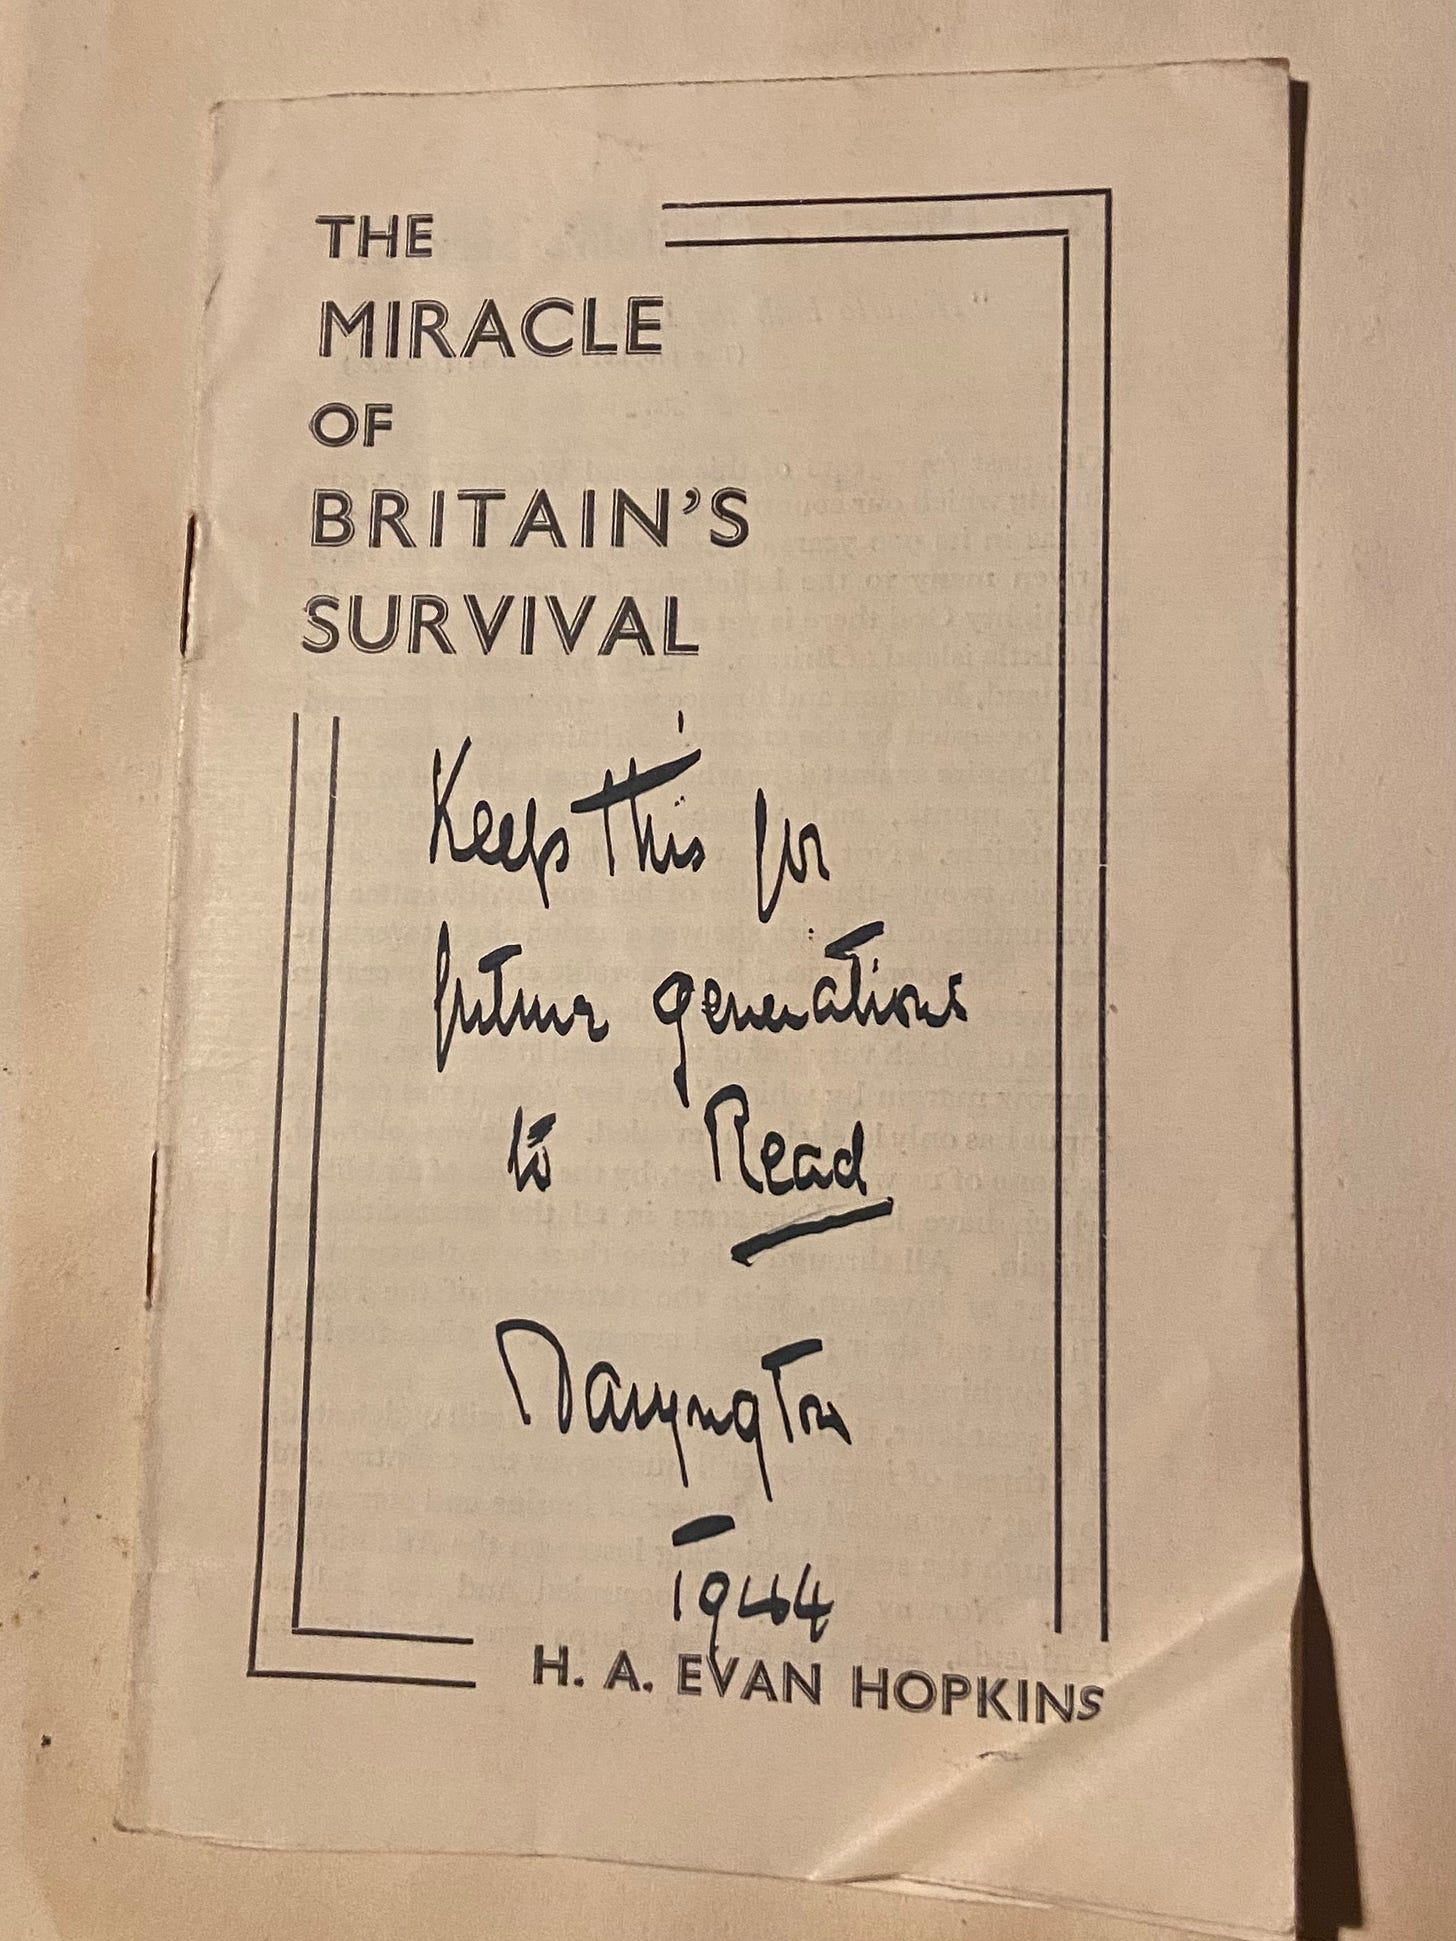 THE
MIRACLE
OF
BRITAIN'S
SURVIVAL
Keep This for
future generations
to Read
1944
H. A. EVAN HOPKINS